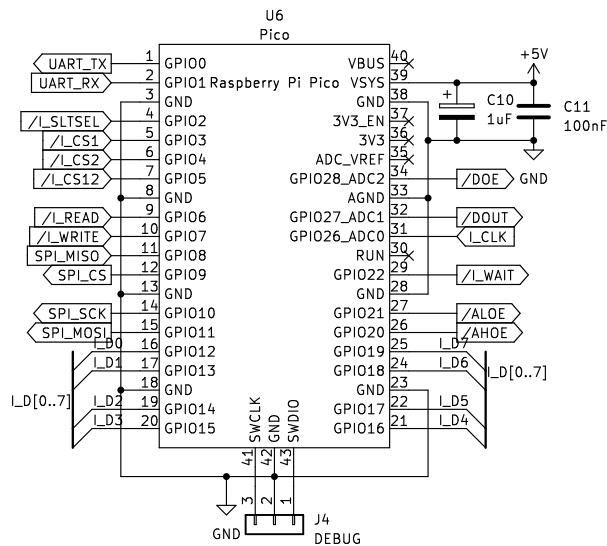 U6
Pico
UART_TX 1 GPIO0 VBUS 40
+5V
UART_RX 2 GPIO1 Raspberry Pi Pico VSYS 39
3 GND GND 38
C10 1uF
C11 100nF
/I_SLTSEL 4 GPIO2 3V3_EN 37
/I_CS1 5 GPIO3 3V3 36
/I_CS2 6 GPIO4 ADC_VREF 35
/I_CS12 7 GPIO5 GPIO28_ADC2 34 /DOE GND
8 GND AGND 33
/I_READ 9 GPIO6 GPIO27_ADC1 32 /DOUT
/I_WRITE 10 GPIO7 GPIO26_ADC0 31 I_CLK
SPI_MISO 11 GPIO8 RUN 30
SPI_CS 12 GPIO9 GPIO22 29 /I_WAIT
13 GND GND 28
SPI_SCK 14 GPIO10 GPIO21 27 /ALOE
SPI_MOSI 15 GPIO11 GPIO20 26 /AHOE
I_D0 16 GPIO12 GPIO19 25 I_D7
I_D1 17 GPIO13 GPIO18 24 I_D6
I_D[0..7] 18 GND GND 23 I_D[0..7]
I_D2 19 GPIO14 GPIO17 22 I_D5
I_D3 20 GPIO15 GPIO16 21 I_D4
SWCLK GND SWDIO
41 42 43
3 2 1
GND
J4
DEBUG